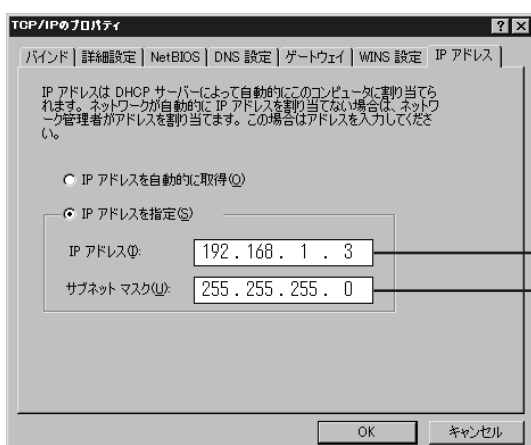 TCP/IPのプロパティ
バインド 詳細設定 NetBIOS DNS 設定 ゲートウェイ WINS 設定 IP アドレス
IP アドレスは DHCP サーバーによって自動的にこのコンピュータに割り当てら
れます。ネットワークが自動的に IP アドレスを割り当てない場合は、ネットワ
ーク管理者がアドレスを割り当てます。この場合はアドレスを入力してくださ
い。
IP アドレスを自動的に取得(O)
IP アドレスを指定(S)
IP アドレス(I): 192 . 168 . 1 . 3
サブネット マスク(U): 255 . 255 . 255 . 0
OK キャンセル